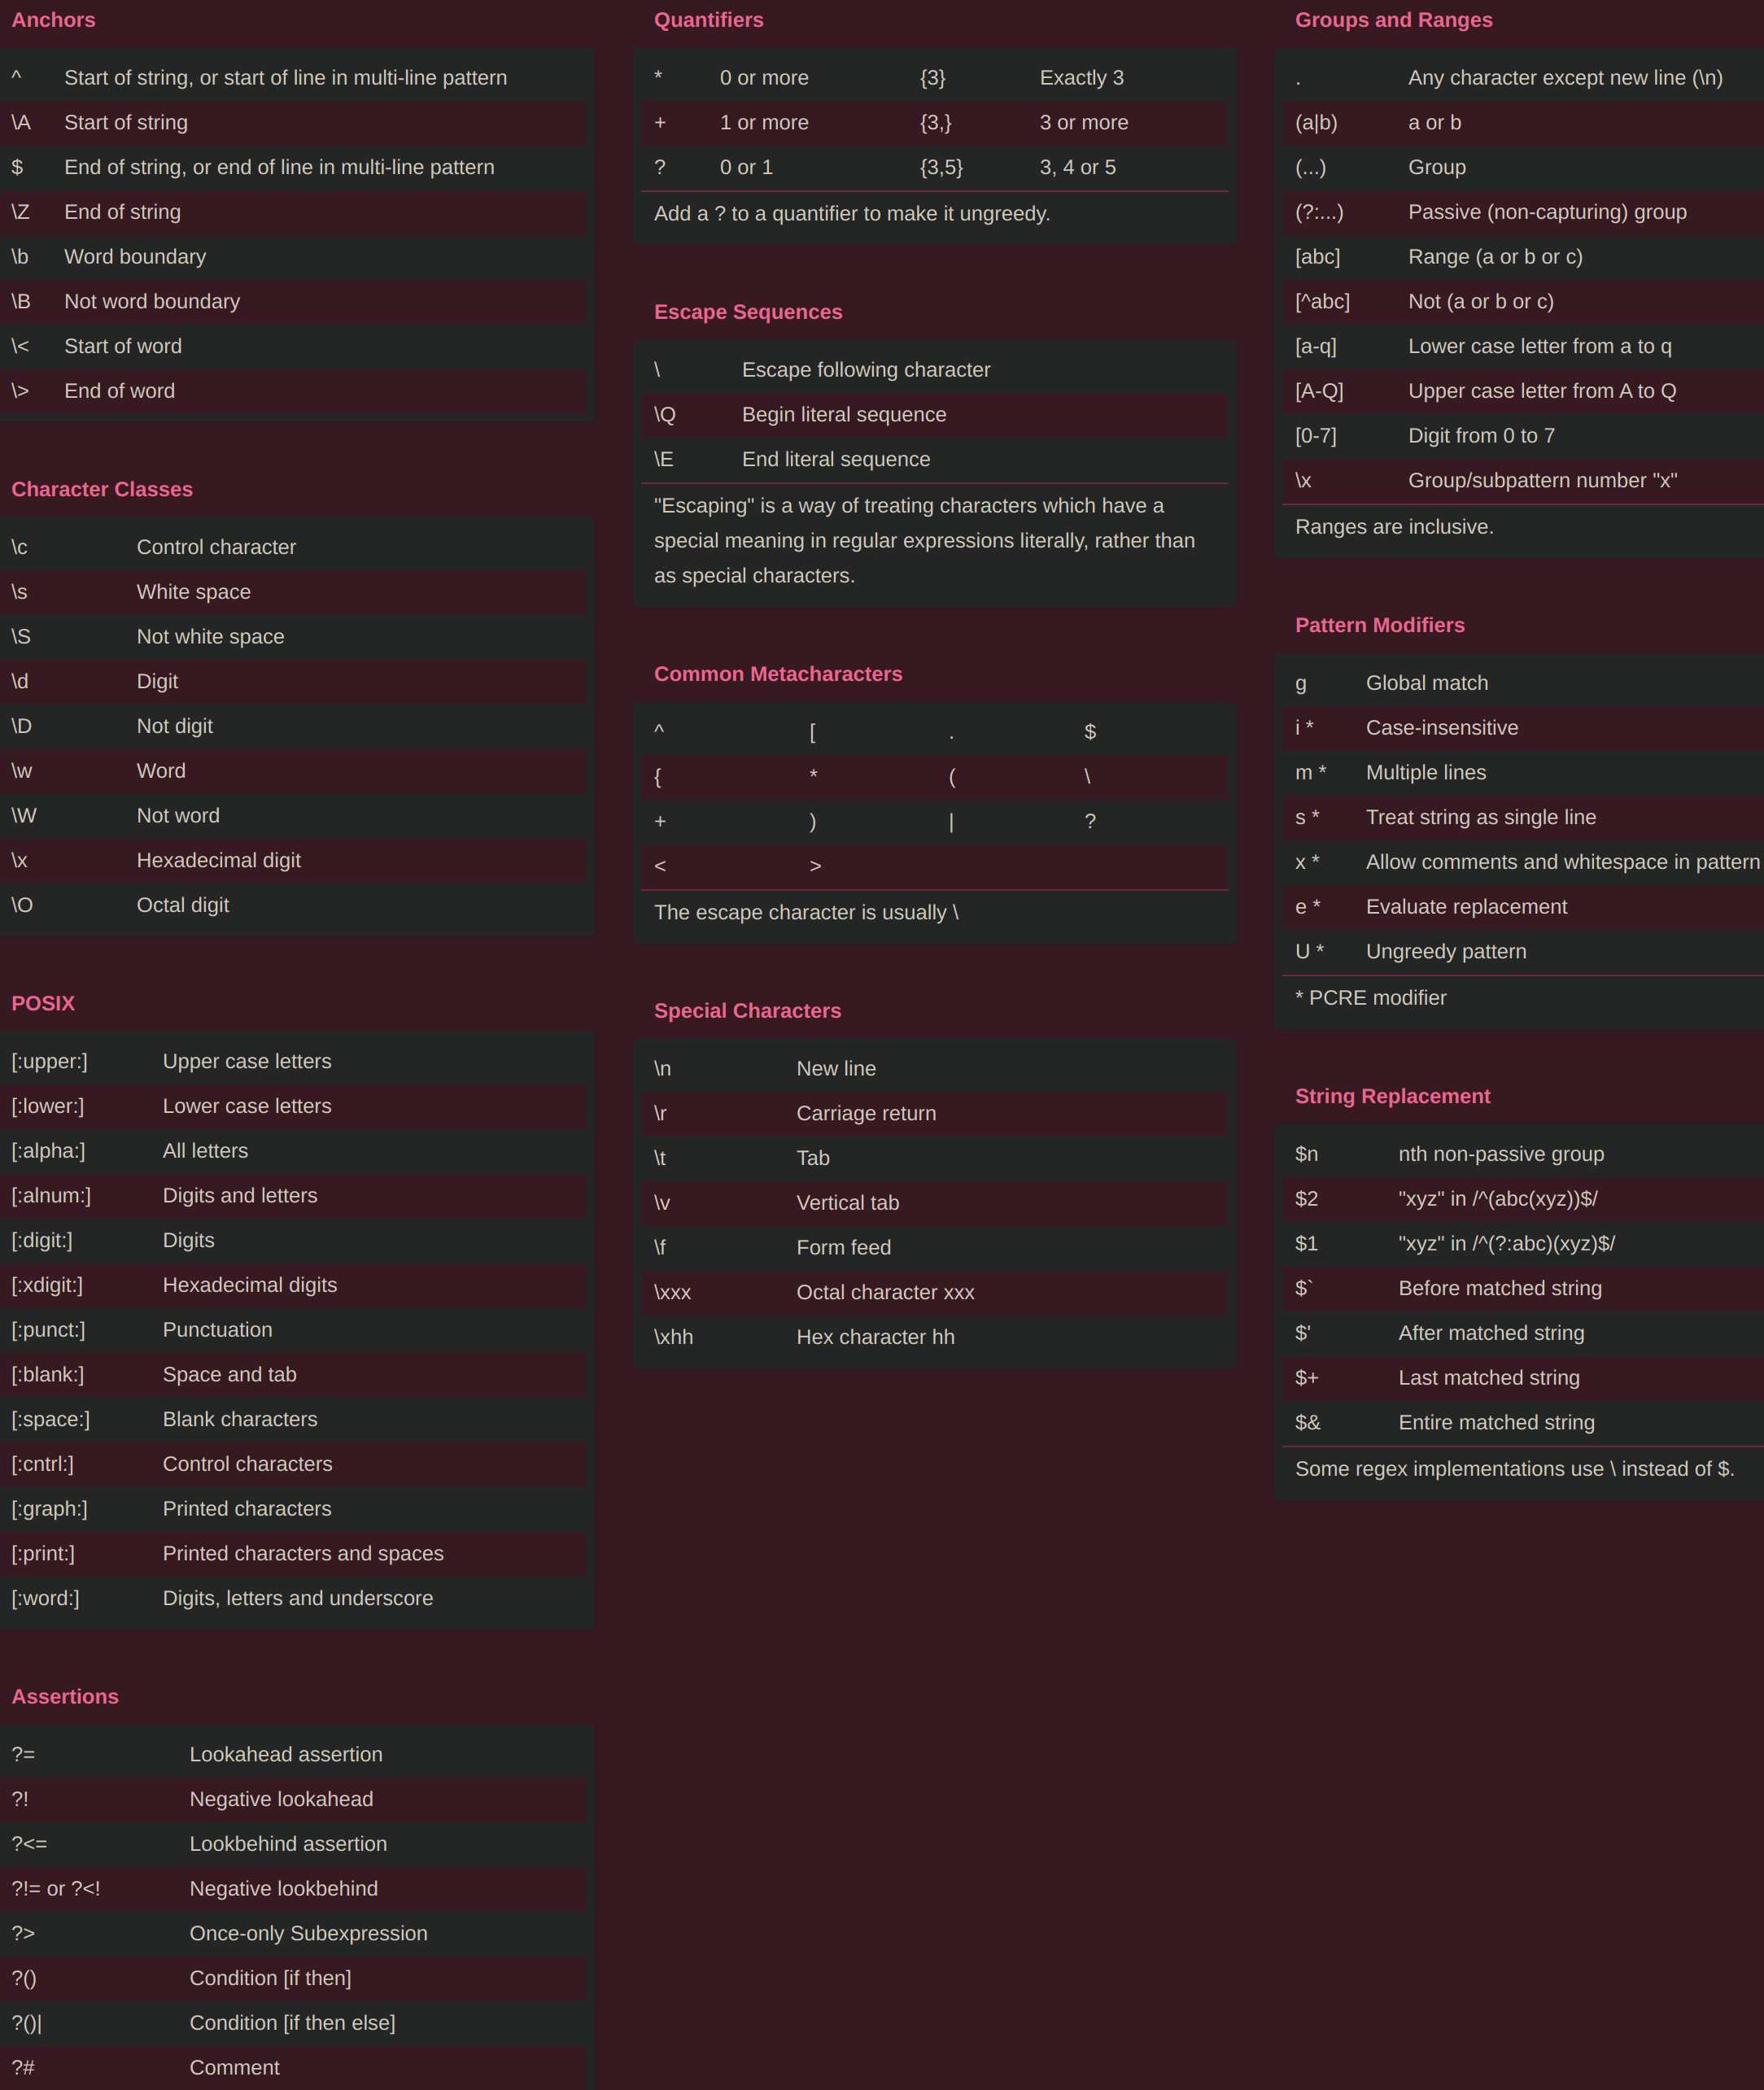 Anchors
^ Start of string, or start of line in multi-line pattern
\A Start of string
$ End of string, or end of line in multi-line pattern
\Z End of string
\b Word boundary
\B Not word boundary
\< Start of word
\> End of word
Character Classes
\c Control character
\s White space
\S Not white space
\d Digit
\D Not digit
\w Word
\W Not word
\x Hexadecimal digit
\O Octal digit
POSIX
[:upper:] Upper case letters
[:lower:] Lower case letters
[:alpha:] All letters
[:alnum:] Digits and letters
[:digit:] Digits
[:xdigit:] Hexadecimal digits
[:punct:] Punctuation
[:blank:] Space and tab
[:space:] Blank characters
[:cntrl:] Control characters
[:graph:] Printed characters
[:print:] Printed characters and spaces
[:word:] Digits, letters and underscore
Assertions
?= Lookahead assertion
?! Negative lookahead
?<= Lookbehind assertion
?!= or ?<! Negative lookbehind
?> Once-only Subexpression
?() Condition [if then]
?()| Condition [if then else]
?# Comment
Quantifiers
* 0 or more {3} Exactly 3
+ 1 or more {3,} 3 or more
? 0 or 1 {3,5} 3, 4 or 5
Add a ? to a quantifier to make it ungreedy.
Escape Sequences
\ Escape following character
\Q Begin literal sequence
\E End literal sequence
"Escaping" is a way of treating characters which have a
special meaning in regular expressions literally, rather than
as special characters.
Common Metacharacters
^ [ . $
{ * ( \
+ ) | ?
< >
The escape character is usually \
Special Characters
\n New line
\r Carriage return
\t Tab
\v Vertical tab
\f Form feed
\xxx Octal character xxx
\xhh Hex character hh
Groups and Ranges
. Any character except new line (\n)
(a|b) a or b
(...) Group
(?:...) Passive (non-capturing) group
[abc] Range (a or b or c)
[^abc] Not (a or b or c)
[a-q] Lower case letter from a to q
[A-Q] Upper case letter from A to Q
[0-7] Digit from 0 to 7
\x Group/subpattern number "x"
Ranges are inclusive.
Pattern Modifiers
g Global match
i * Case-insensitive
m * Multiple lines
s * Treat string as single line
x * Allow comments and whitespace in pattern
e * Evaluate replacement
U * Ungreedy pattern
* PCRE modifier
String Replacement
$n nth non-passive group
$2 "xyz" in /^(abc(xyz))$/
$1 "xyz" in /^(?:abc)(xyz)$/
$` Before matched string
$' After matched string
$+ Last matched string
$& Entire matched string
Some regex implementations use \ instead of $.